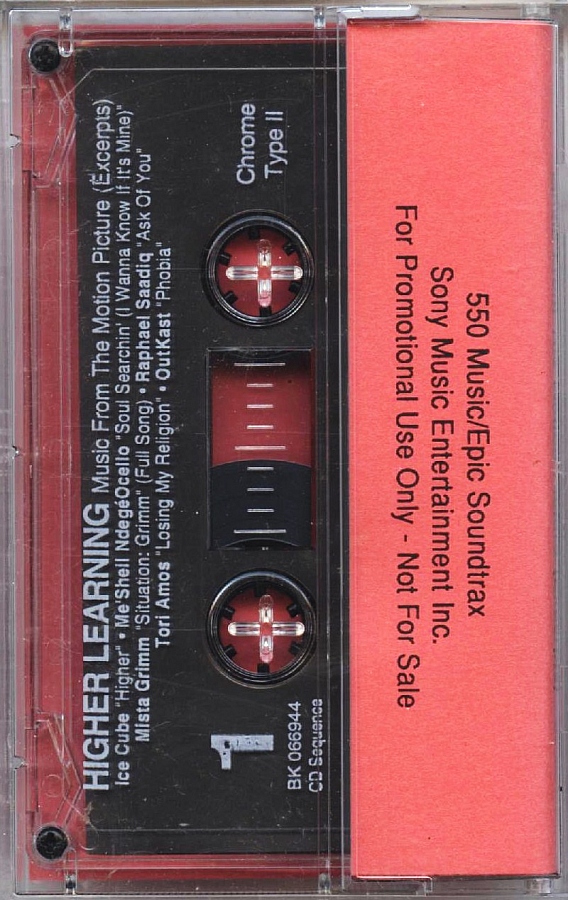 HIGHER LEARNING Music From The Motion Picture (Excerpts)
Ice Cube "Higher" • Me'Shell NdegéOcello "Soul Searchin' (I Wanna Know If It's Mine)"
Mista Grimm "Situation: Grimm" (Full Song) • Raphael Saadiq "Ask Of You"
Tori Amos "Losing My Religion" • OutKast "Phobia"
Chrome
Type II
1
BK 066944
CD Sequence
550 Music/Epic Soundtrax
Sony Music Entertainment Inc.
For Promotional Use Only - Not For Sale